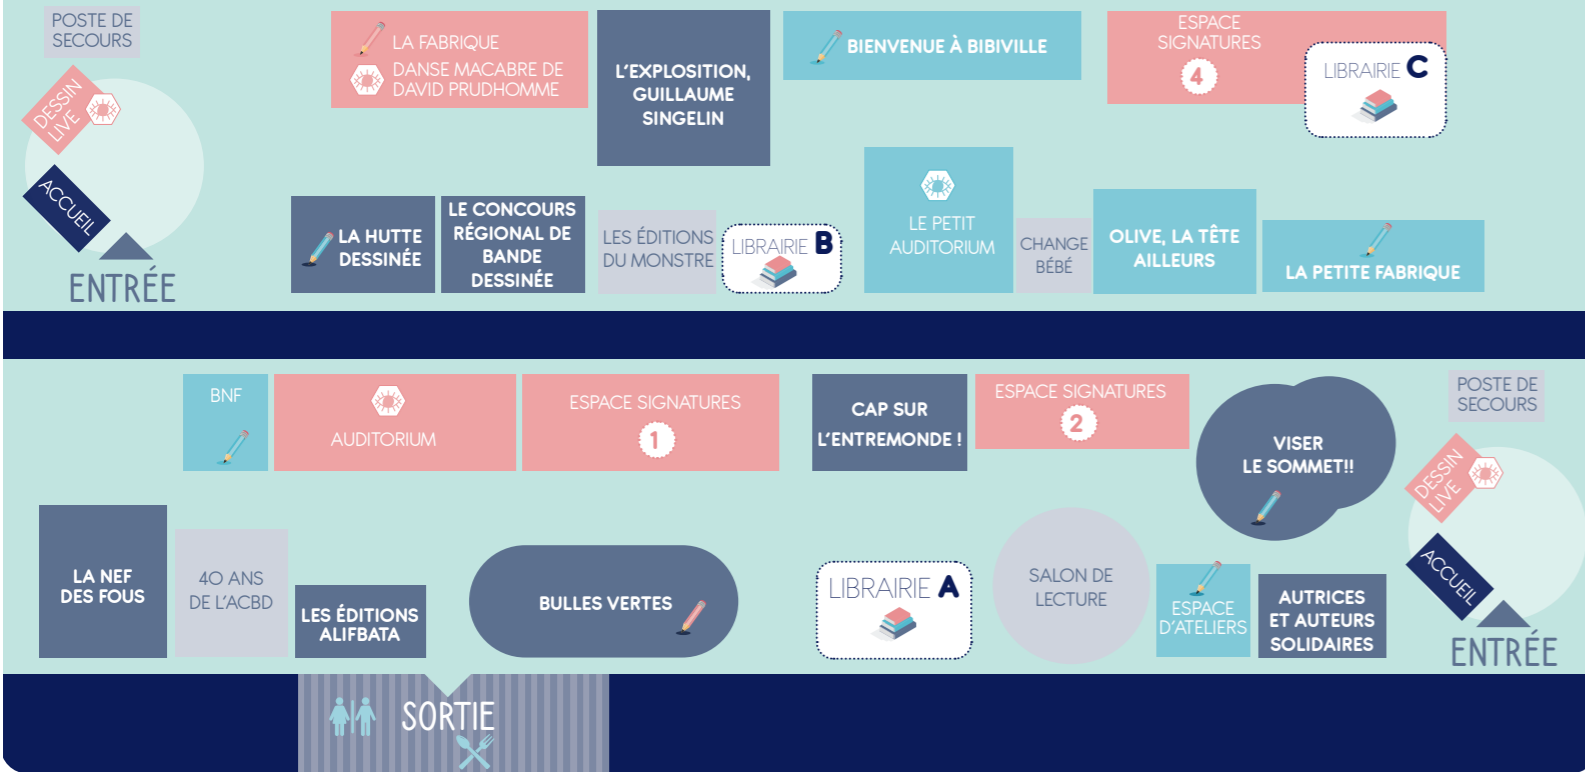 POSTE DE
SECOURS
DESSIN
LIVE
ACCUEIL
ENTRÉE
LA FABRIQUE
DANSE MACABRE DE
DAVID PRUDHOMME
L'EXPLOSITION,
GUILLAUME
SINGELIN
BIENVENUE À BIBIVILLE
ESPACE
SIGNATURES
4
LIBRAIRIE C
LA HUTTE
DESSINÉE
LE CONCOURS
RÉGIONAL DE
BANDE
DESSINÉE
LES ÉDITIONS
DU MONSTRE
LIBRAIRIE B
LE PETIT
AUDITORIUM
CHANGE
BÉBÉ
OLIVE, LA TÊTE
AILLEURS
LA PETITE FABRIQUE
BNF
AUDITORIUM
ESPACE SIGNATURES
1
CAP SUR
L'ENTREMONDE !
ESPACE SIGNATURES
2
VISER
LE SOMMET!!
POSTE DE
SECOURS
DESSIN
LIVE
ACCUEIL
ENTRÉE
LA NEF
DES FOUS
40 ANS
DE L'ACBD
LES ÉDITIONS
ALIFBATA
BULLES VERTES
LIBRAIRIE A
SALON DE
LECTURE
ESPACE
D'ATELIERS
AUTRICES
ET AUTEURS
SOLIDAIRES
SORTIE